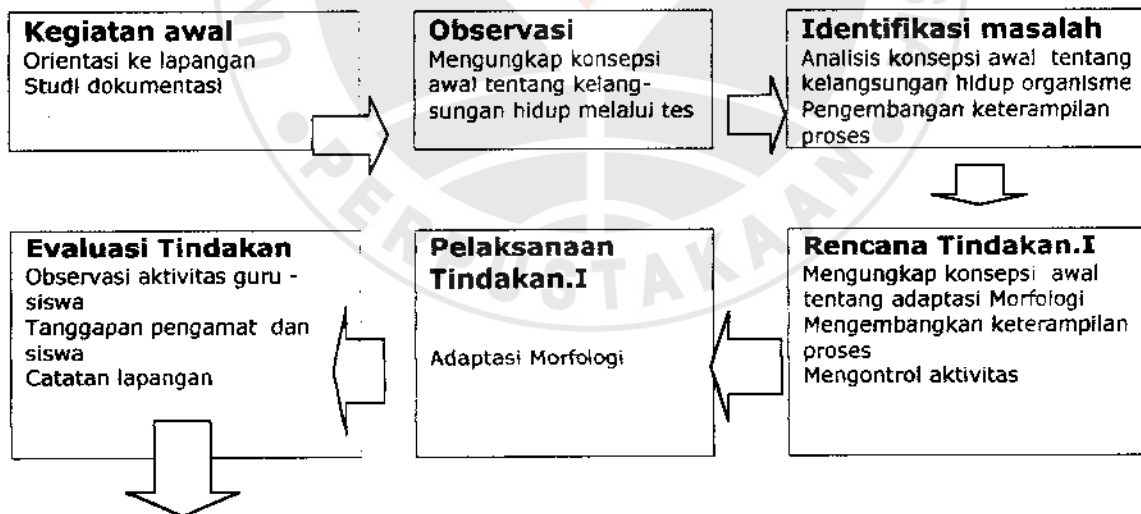 Kegiatan awal
Orientasi ke lapangan
Studi dokumentasi
Observasi
Mengungkap konsepsi
awal tentang kelang-
sungan hidup melalui tes
Identifikasi masalah
Analisis konsepsi awal tentang
kelangsungan hidup organisme
Pengembangan keterampilan
proses
Rencana Tindakan.I
Mengungkap konsepsi awal
tentang adaptasi Morfologi
Mengembangkan keterampilan
proses
Mengontrol aktivitas
Pelaksanaan
Tindakan.I
Adaptasi Morfologi
Evaluasi Tindakan
Observasi aktivitas guru -
siswa
Tanggapan pengamat dan
siswa
Catatan lapangan
PERPUSTAKAAN